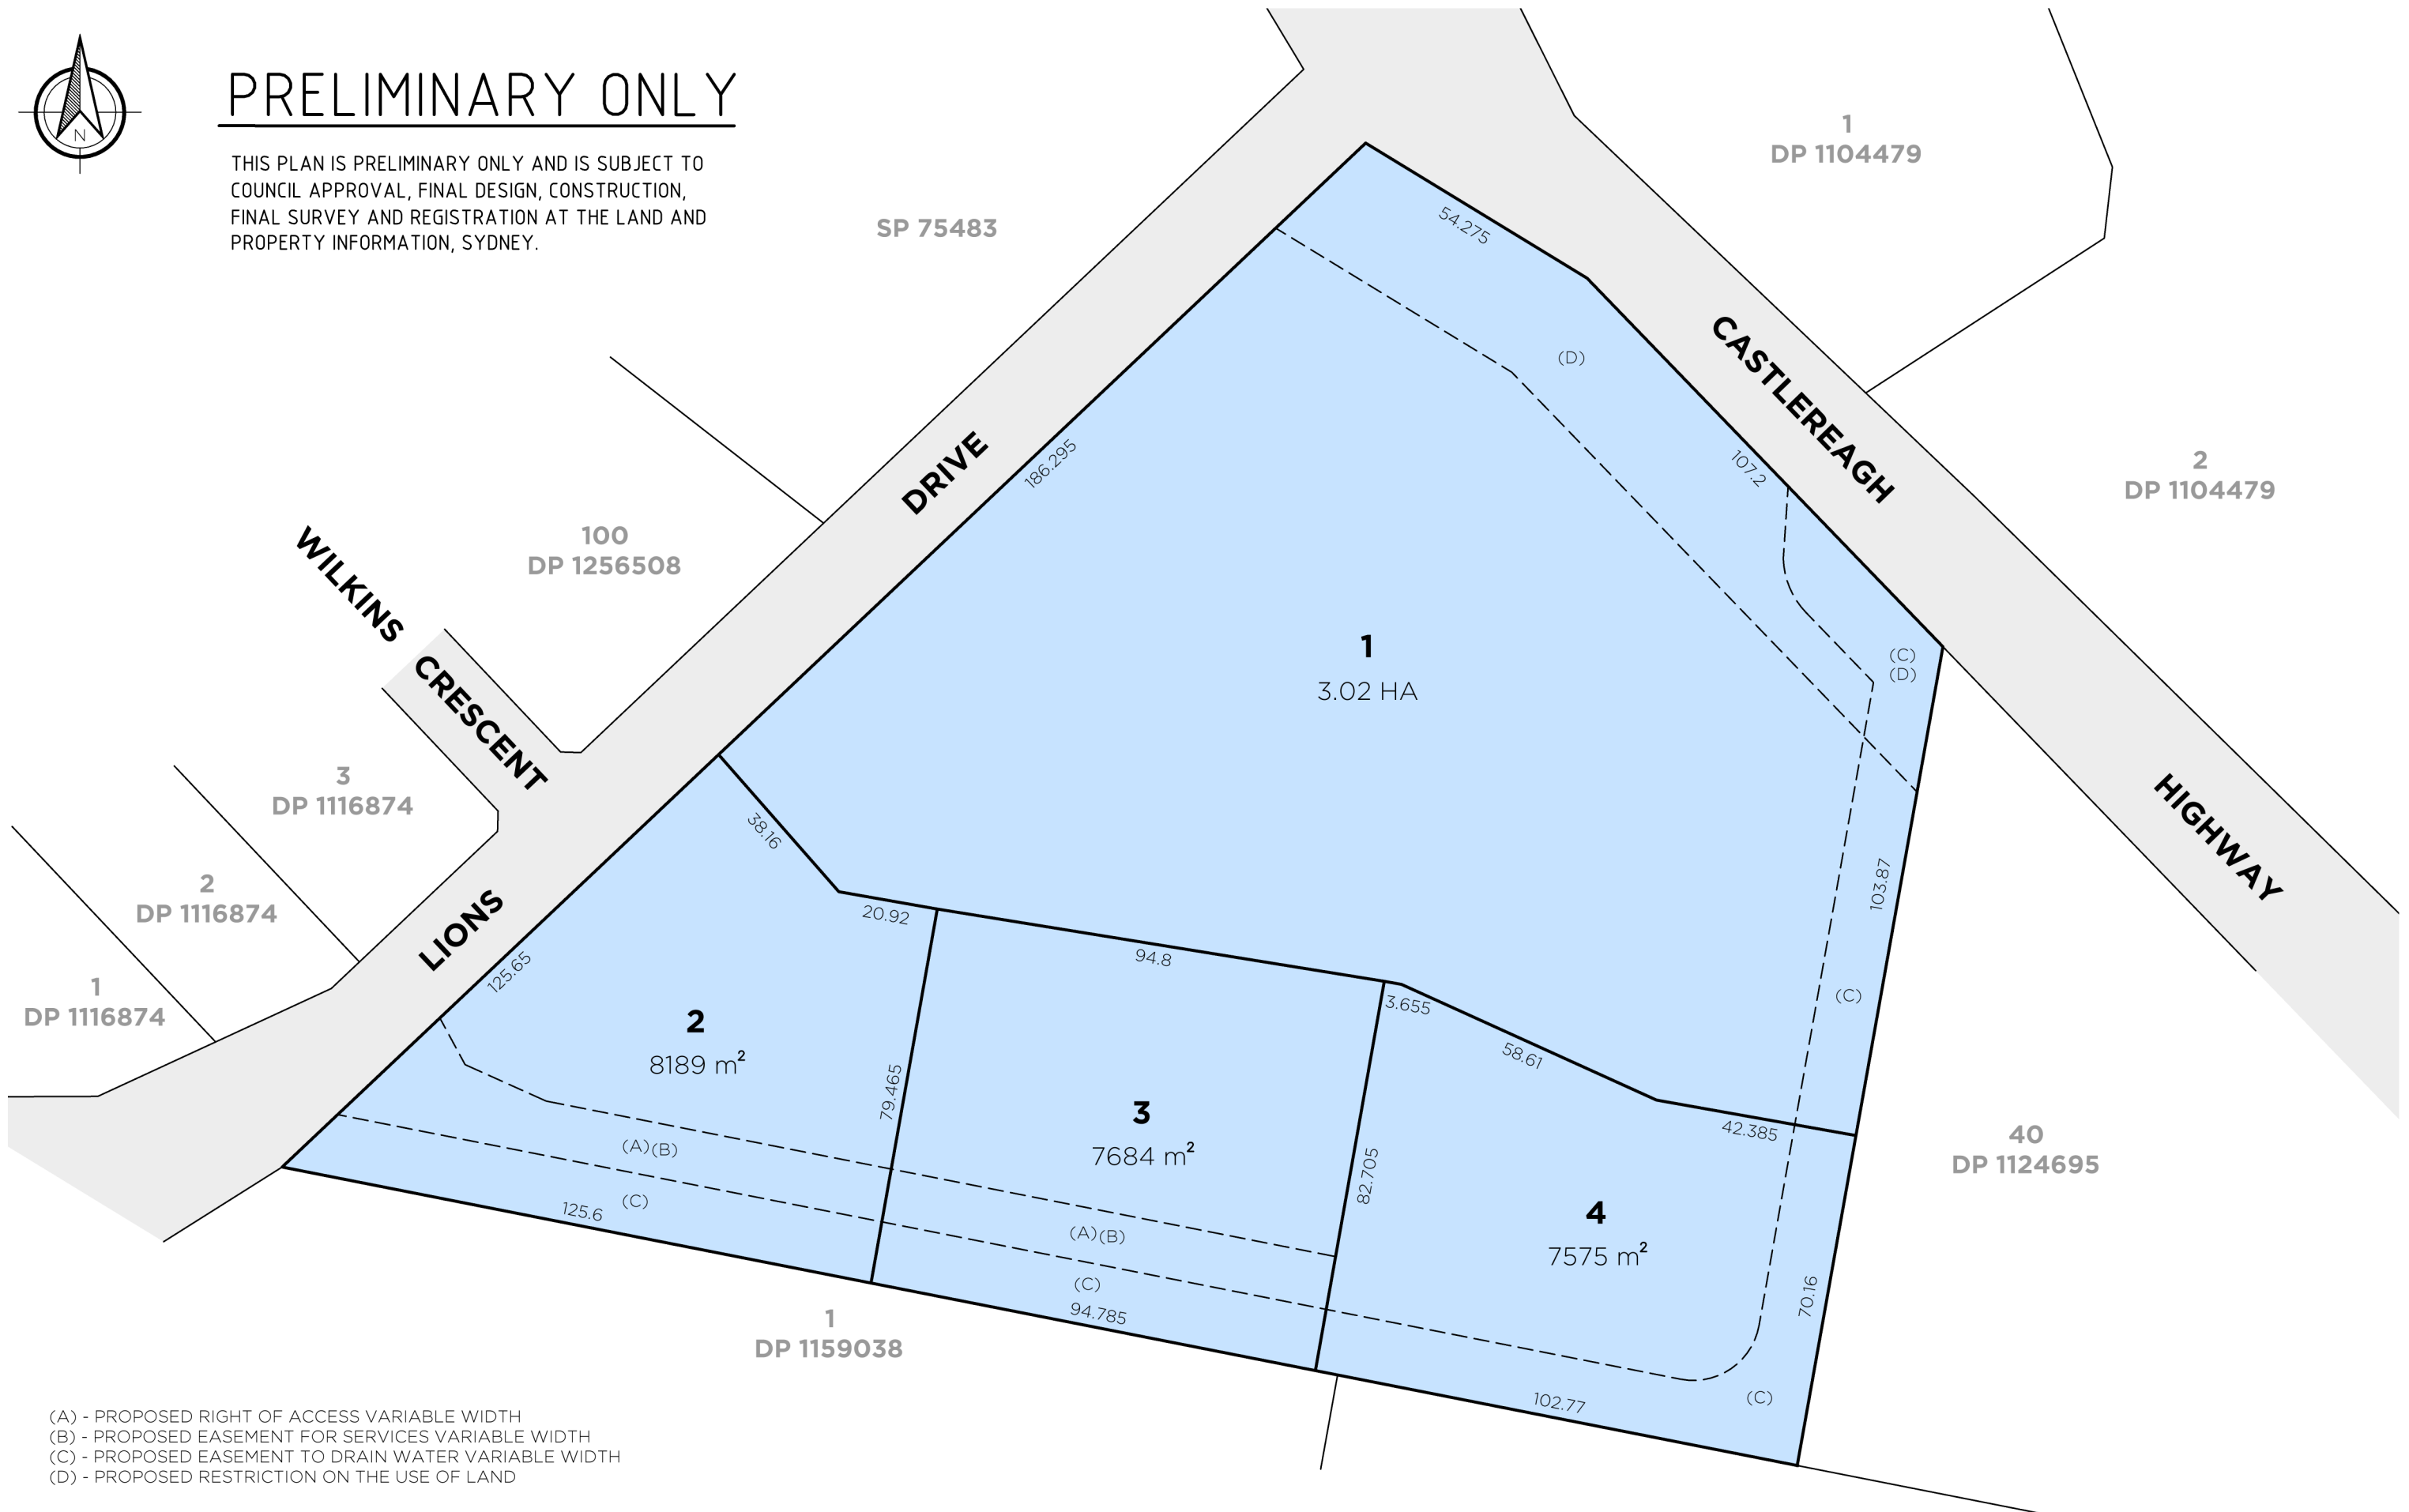 N
PRELIMINARY ONLY
THIS PLAN IS PRELIMINARY ONLY AND IS SUBJECT TO
COUNCIL APPROVAL, FINAL DESIGN, CONSTRUCTION,
FINAL SURVEY AND REGISTRATION AT THE LAND AND
PROPERTY INFORMATION, SYDNEY.
1
DP 1104479
SP 75483
54.275
(D)
CASTLEREAGH
HIGHWAY
107.2
2
DP 1104479
DRIVE
186.295
100
DP 1256508
WILKINS
CRESCENT
1
3.02 HA
(C)
(D)
3
DP 1116874
38.16
2
DP 1116874
103.87
20.92
LIONS
94.8
125.65
1
DP 1116874
(C)
3.655
2
8189 m²
58.61
79.465
3
7684 m²
42.385
40
DP 1124695
(A)(B)
82.705
(C)
125.6
4
7575 m²
(A)(B)
(C)
70.16
94.785
1
DP 1159038
(C)
102.77
(A) - PROPOSED RIGHT OF ACCESS VARIABLE WIDTH
(B) - PROPOSED EASEMENT FOR SERVICES VARIABLE WIDTH
(C) - PROPOSED EASEMENT TO DRAIN WATER VARIABLE WIDTH
(D) - PROPOSED RESTRICTION ON THE USE OF LAND